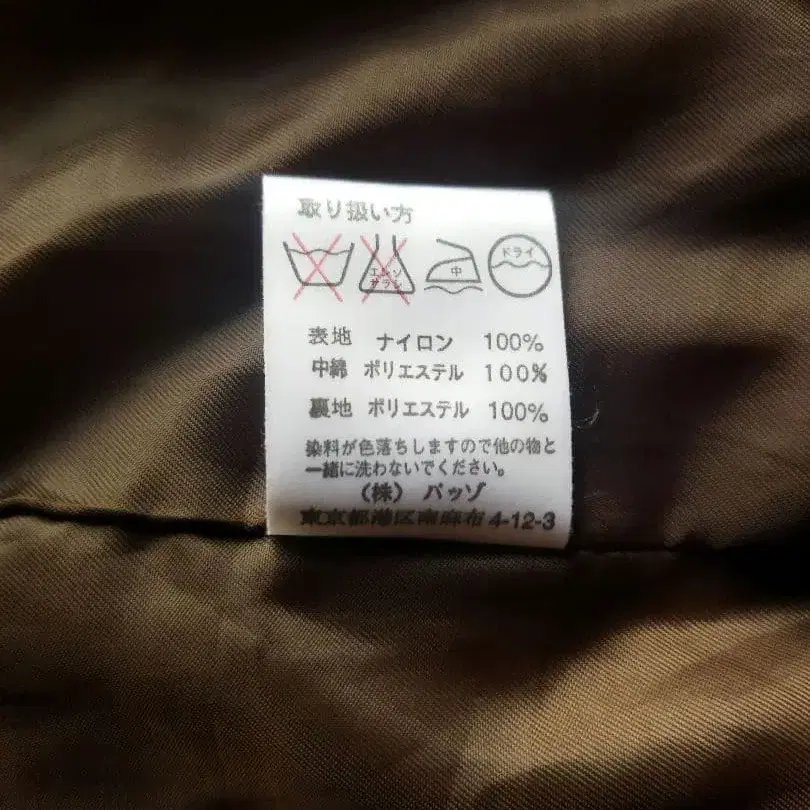 取り扱い方
エンソ
サラシ
中
ドライ
表地 ナイロン 100%
中綿 ポリエステル 100%
裏地 ポリエステル 100%
染料が色落ちしますので他の物と
一緒に洗わないでください。
（株） パッゾ
東京都港区南麻布 4-12-3